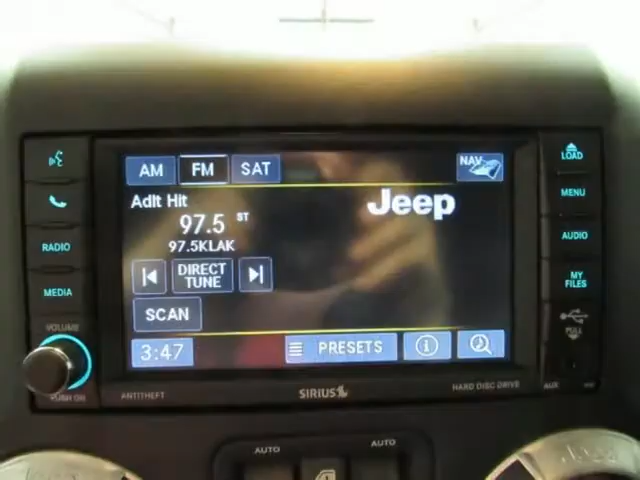 AM FM SAT NAV
Adlt Hit
97.5 ST
97.5KLAK
Jeep
DIRECT
TUNE
SCAN
3:47 PRESETS i
RADIO
MEDIA
VOLUME
PUSH ON
LOAD
MENU
AUDIO
MY
FILES
PULL
AUX
ANTITHEFT SIRIUS HARD DISC DRIVE
AUTO AUTO
Jeep